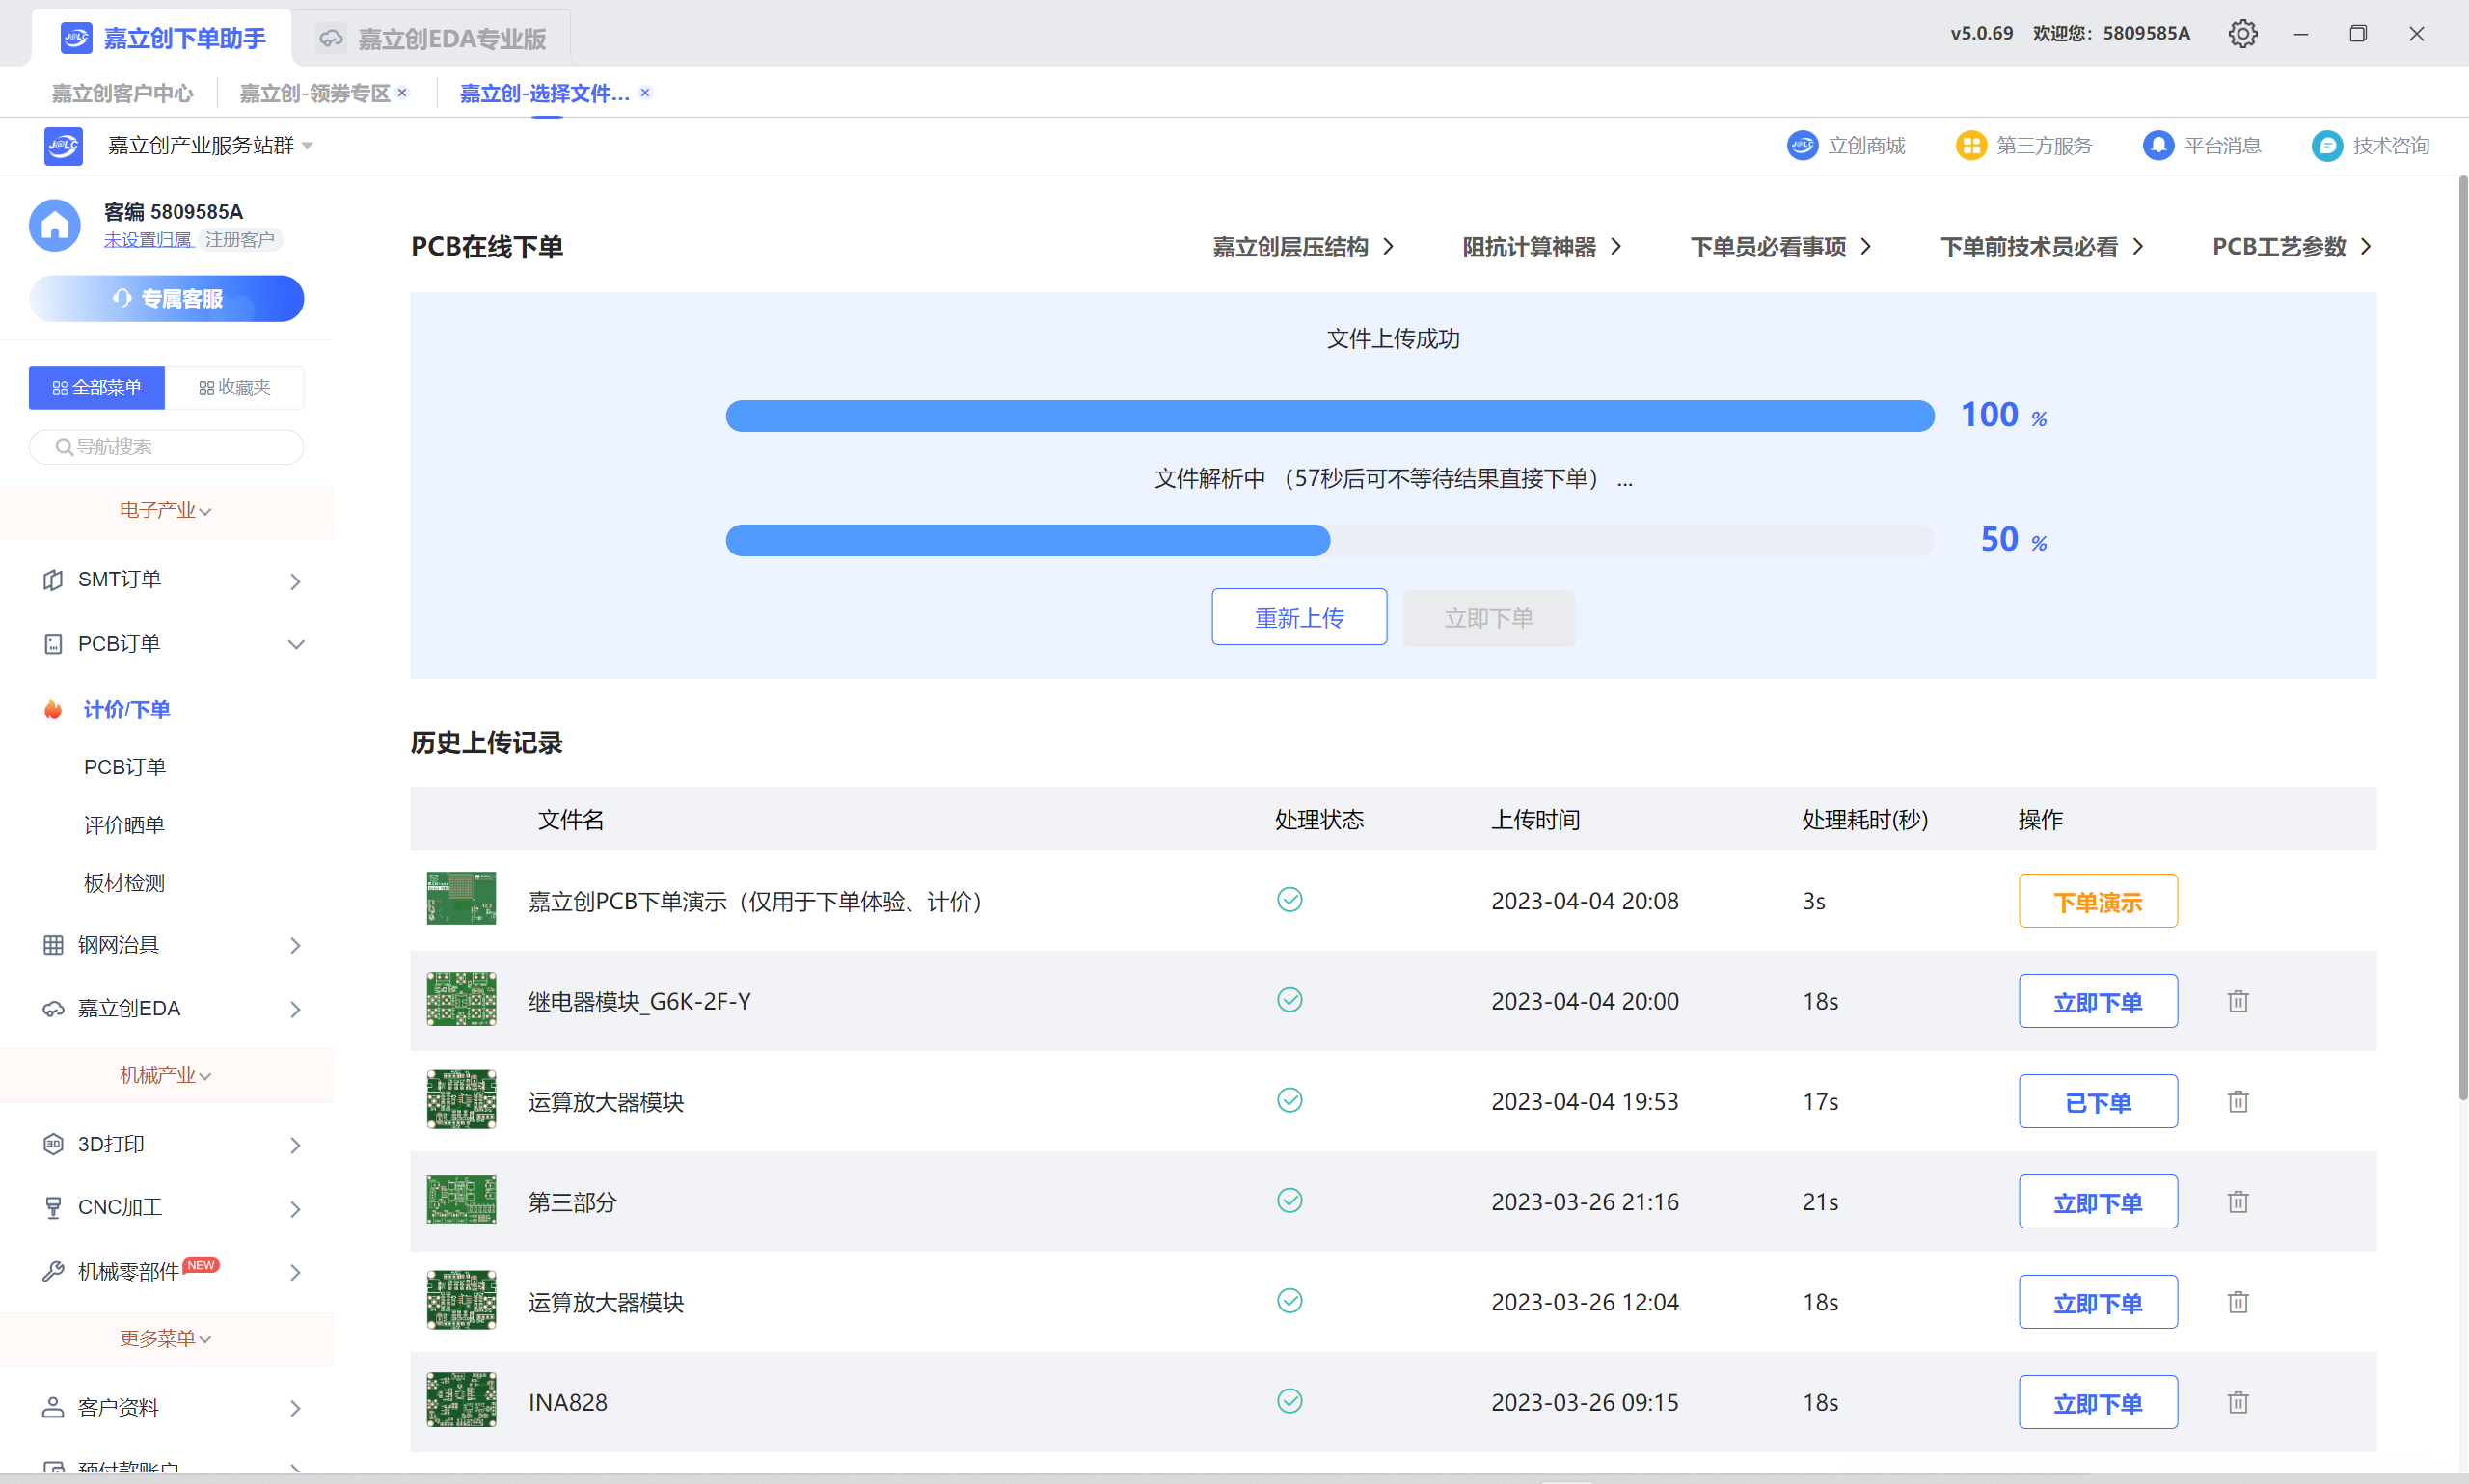 嘉立创下单助手
嘉立创EDA专业版
v5.0.69 欢迎您：5809585A
嘉立创客户中心
嘉立创-领券专区
嘉立创-选择文件...
J@LC 嘉立创产业服务站群
立创商城
第三方服务
平台消息
技术咨询
客编 5809585A
未设置归属 注册客户
专属客服
全部菜单
收藏夹
导航搜索
电子产业
SMT订单
PCB订单
计价/下单
PCB订单
评价晒单
板材检测
钢网治具
嘉立创EDA
机械产业
3D打印
CNC加工
机械零部件 NEW
更多菜单
客户资料
预付款账户
PCB在线下单
嘉立创层压结构
阻抗计算神器
下单员必看事项
下单前技术员必看
PCB工艺参数
文件上传成功
100 %
文件解析中 （57秒后可不等待结果直接下单） ...
50 %
重新上传
立即下单
历史上传记录
文件名 处理状态 上传时间 处理耗时(秒) 操作
嘉立创PCB下单演示（仅用于下单体验、计价） 2023-04-04 20:08 3s 下单演示
继电器模块_G6K-2F-Y 2023-04-04 20:00 18s 立即下单
运算放大器模块 2023-04-04 19:53 17s 已下单
第三部分 2023-03-26 21:16 21s 立即下单
运算放大器模块 2023-03-26 12:04 18s 立即下单
INA828 2023-03-26 09:15 18s 立即下单